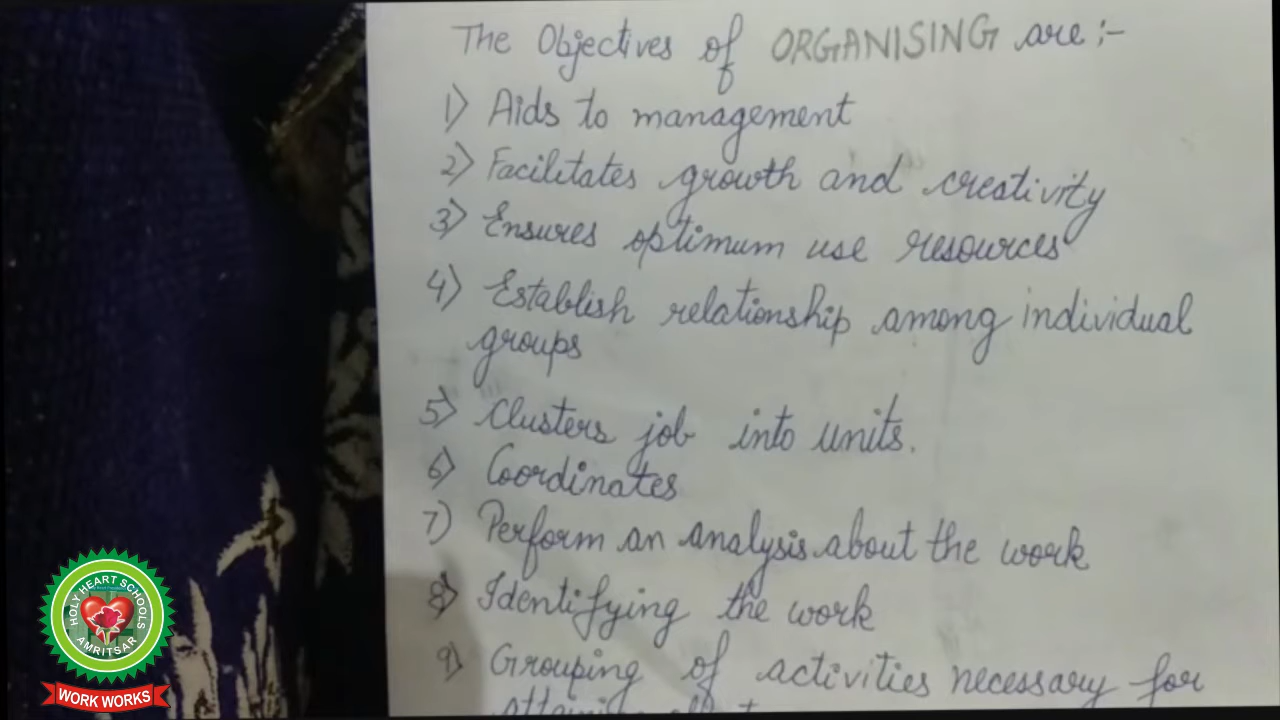 The Objectives of ORGANISING are :-
1) Aids to management
2) Facilitates growth and creativity
3) Ensures optimum use resources
4) Establish relationship among individual
groups
5) Clusters job into units.
6) Coordinates
7) Perform an analysis about the work
8) Identifying the work
9) Grouping of activities necessary for
HOLY HEART SCHOOLS
AMRITSAR
WORK WORKS